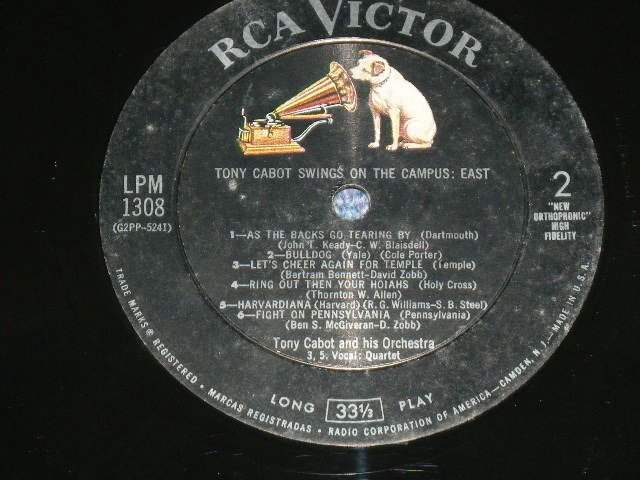 RCA VICTOR
TONY CABOT SWINGS ON THE CAMPUS: EAST
LPM
1308
(G2PP-5241)
2
"NEW
ORTHOPHONIC"
HIGH
FIDELITY
1—AS THE BACKS GO TEARING BY (Dartmouth)
(John T. Keady-C. W. Blaisdell)
2—BULLDOG (Yale) (Cole Porter)
3—LET'S CHEER AGAIN FOR TEMPLE (Temple)
(Bertram Bennett-David Zobb)
4—RING OUT THEN YOUR HOIAHS (Holy Cross)
(Thornton W. Allen)
5—HARVARDIANA (Harvard) (R. G. Williams-S. B. Steel)
6—FIGHT ON PENNSYLVANIA (Pennsylvania)
(Ben S. McGiveran-D. Zobb)
Tony Cabot and his Orchestra
3, 5. Vocal: Quartet
LONG 33⅓ PLAY
TRADE MARKS ® REGISTERED • MARCAS REGISTRADAS • RADIO CORPORATION OF AMERICA—CAMDEN, N. J.—MADE IN U.S.A.